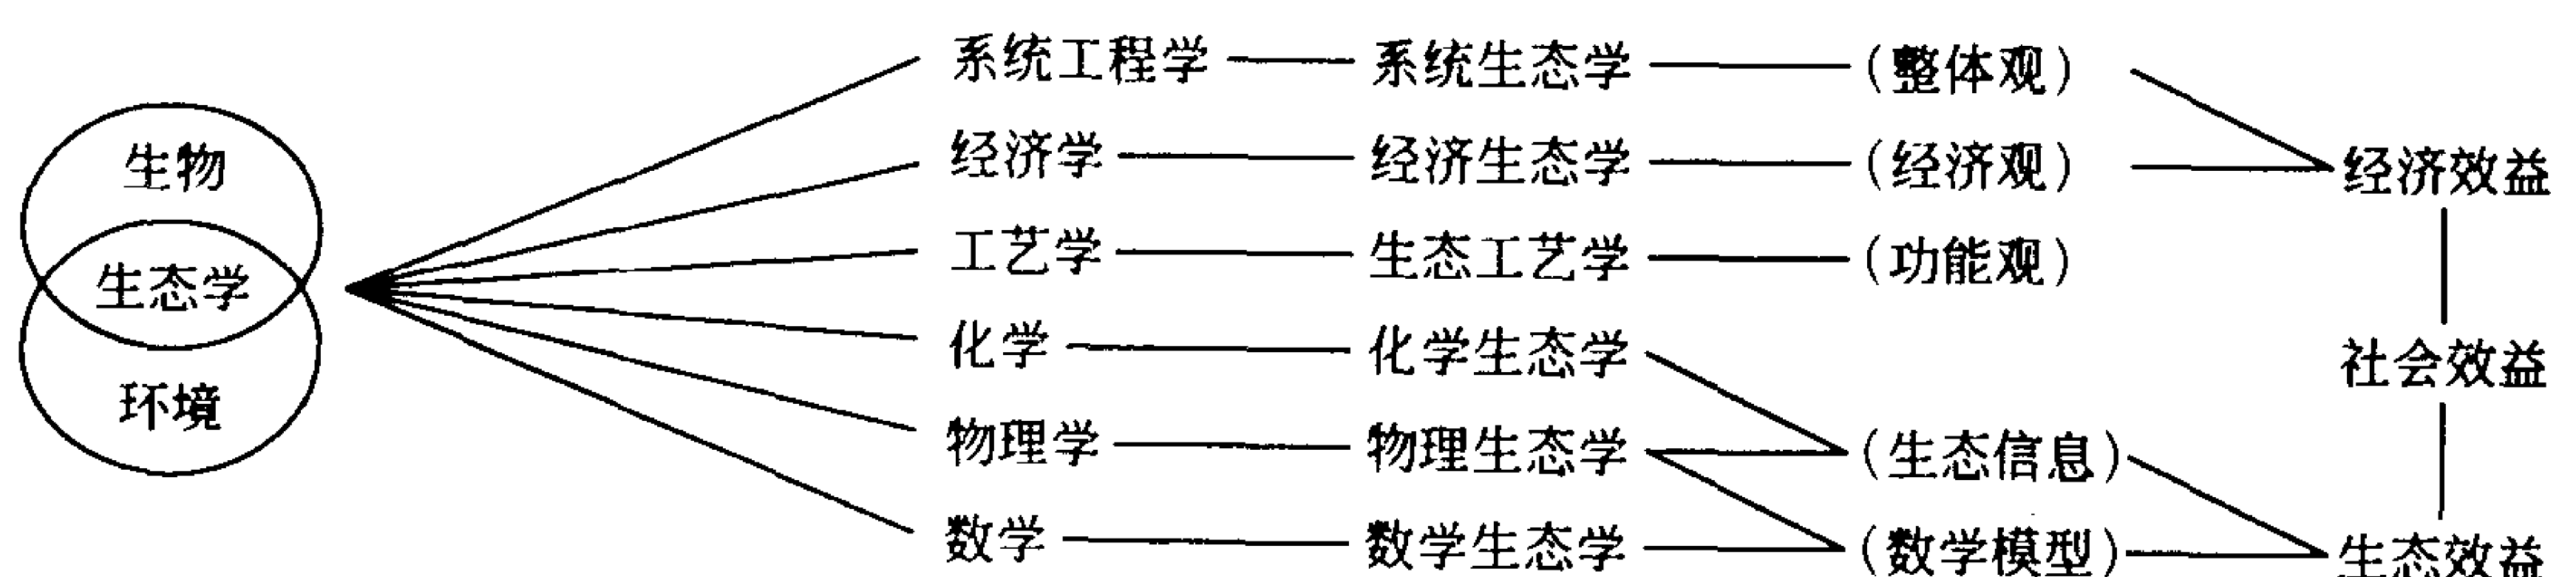 系统工程学 系统生态学 (整体观)
生物 经济学 经济生态学 (经济观) 经济效益
生态学 工艺学 生态工艺学 (功能观)
化学 化学生态学 社会效益
环境 物理学 物理生态学 (生态信息)
数学 数学生态学 (数学模型) 生态效益